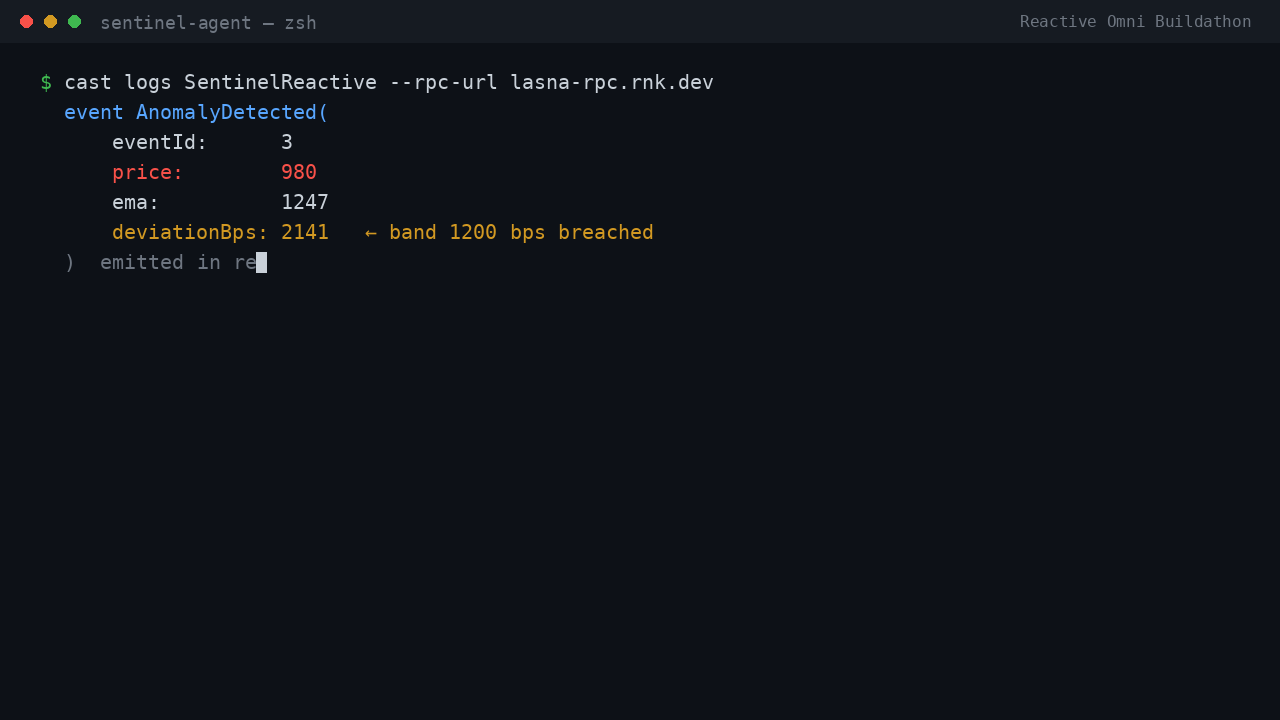 sentinel-agent — zsh
Reactive Omni Buildathon
$ cast logs SentinelReactive --rpc-url lasna-rpc.rnk.dev
event AnomalyDetected(
eventId: 3
price: 980
ema: 1247
deviationBps: 2141 ← band 1200 bps breached
) emitted in re